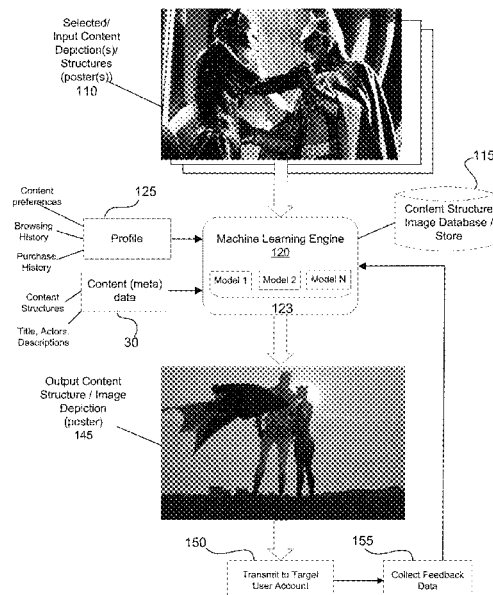 Selected/
Input Content
Depiction(s)/
Structures
(poster(s))
110
115
Content Structure
Image Database /
Store
125
Content preferences
Browsing
History
Purchase
History
Profile
Machine Learning Engine
120
Model 1
Model 2
Model N
123
Content (meta)
data
Content
Structures
Title, Actors,
Descriptions
30
Output Content
Structure / Image
Depiction
(poster)
145
150
Transmit to Target
User Account
155
Collect Feedback
Data